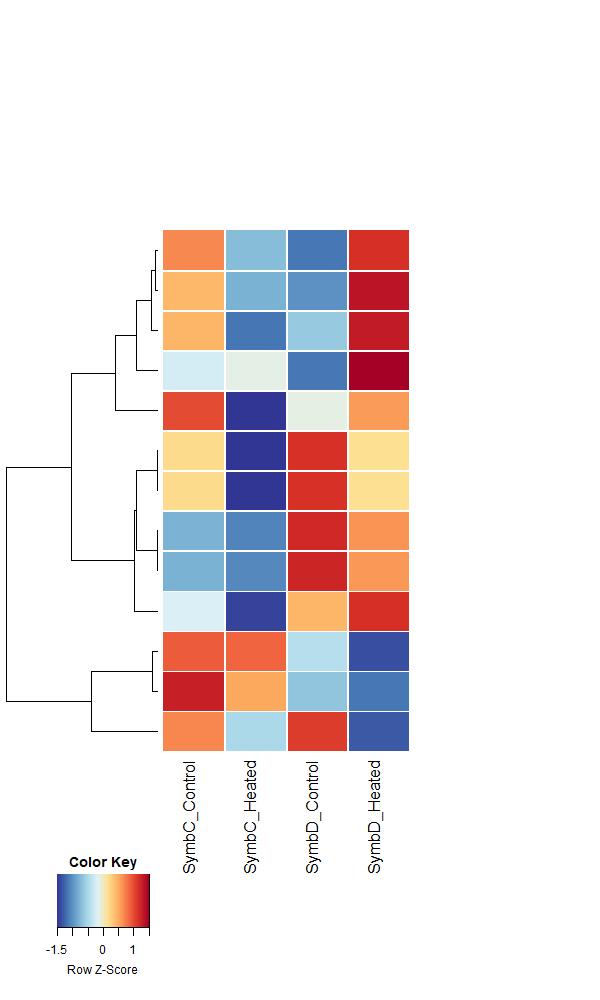 SymbC_Control
SymbC_Heated
SymbD_Control
SymbD_Heated
Color Key
-1.5 0 1
Row Z-Score